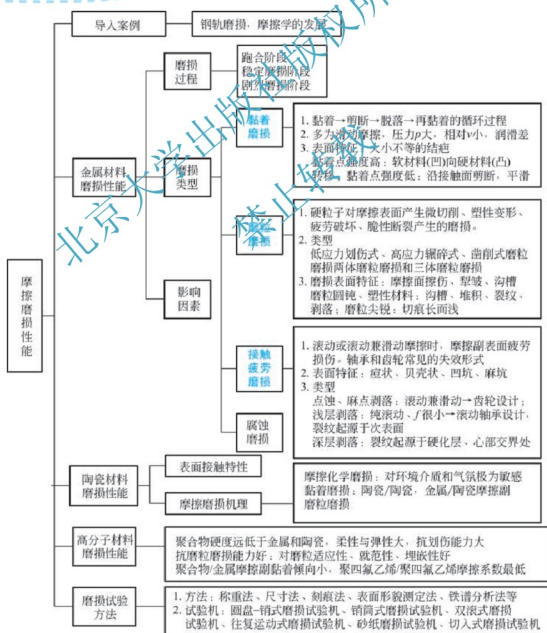 导入案例
钢轨磨损，摩擦学的发展
磨损
过程
跑合阶段
稳定磨损阶段
剧烈磨损阶段
摩擦磨损性能
金属材料
磨损性能
磨损
类型
黏着
磨损
1. 黏着→剪断→脱落→再黏着的循环过程
2. 多为滑动摩擦，压力p大，相对v小，润滑差
3. 表面特征：大小不等的结疤
黏着点强度高：软材料(凹)向硬材料(凸)
转移，黏着点强度低：沿接触面剪断，平滑
磨损
1. 硬粒子对摩擦表面产生微切削、塑性变形、
疲劳破坏、脆性断裂产生的磨损。
2. 类型
低应力划伤式、高应力辗碎式、凿削式磨粒
磨损两体磨粒磨损和三体磨粒磨损
3. 磨损表面特征：摩擦面擦伤、犁皱、沟槽
磨粒圆钝、塑性材料：沟槽、堆积、裂纹、
剥落；磨粒尖锐：切痕长而浅
影响
因素
接触
疲劳
磨损
1. 滚动或滚动兼滑动摩擦时，摩擦副表面疲劳
损伤。轴承和齿轮常见的失效形式
2. 表面特征：痘状、贝壳状、凹坑、麻坑
3. 类型
点蚀、麻点剥落：滚动兼滑动→齿轮设计；
浅层剥落：纯滚动、f很小→滚动轴承设计，
裂纹起源于次表面
深层剥落：裂纹起源于硬化层、心部交界处
腐蚀
磨损
陶瓷材料
磨损性能
表面接触特性
摩擦磨损机理
摩擦化学磨损：对环境介质和气氛极为敏感
黏着磨损：陶瓷/陶瓷，金属/陶瓷摩擦副
磨粒磨损
高分子材料
磨损性能
聚合物硬度远低于金属和陶瓷，柔性与弹性大，抗划伤能力大
抗磨粒磨损能力好：对磨粒适应性、就范性、埋嵌性好
聚合物/金属摩擦副黏着倾向小，聚四氟乙烯/聚四氟乙烯摩擦系数最低
磨损试验
方法
1. 方法：称重法、尺寸法、刻痕法、表面形貌测定法、铁谱分析法等
2. 试验机：圆盘-销式磨损试验机、销筒式磨损试验机、双滚式磨损
试验机、往复运动式磨损试验机、砂纸磨损试验机、切入式磨损试验机
北京大学出版社版权所
禁止转载